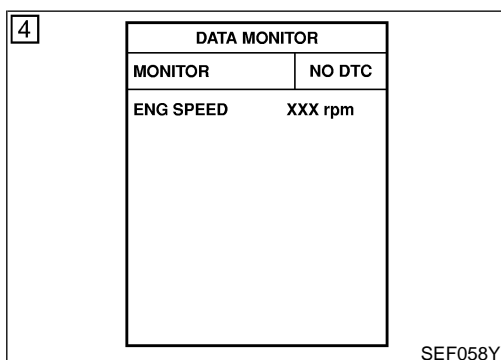 4
DATA MONITOR
MONITOR NO DTC
ENG SPEED XXX rpm
SEF058Y